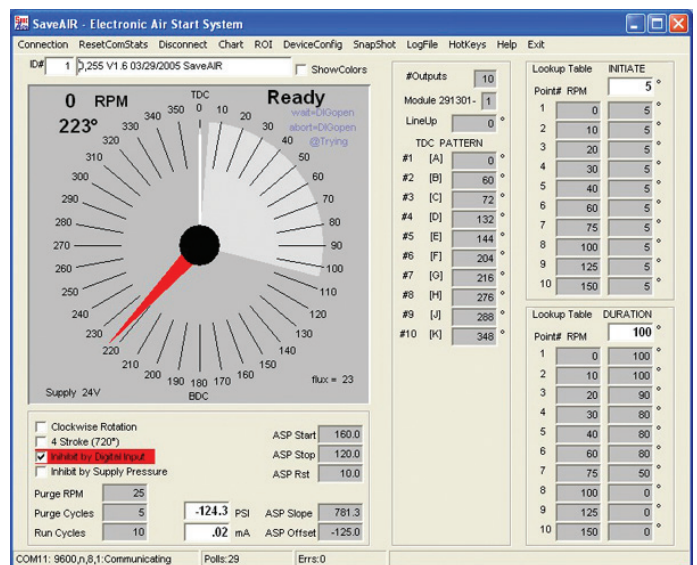 SaveAIR - Electronic Air Start System
Connection ResetComStats Disconnect Chart ROI DeviceConfig SnapShot LogFile HotKeys Help Exit
ID# 1 0,255 V1.6 03/29/2005 SaveAIR ShowColors
0 RPM
223°
TDC
Ready
wait=DIGopen
abort=DIGopen
@Trying
0
10
20
30
40
50
60
70
80
90
100
110
120
130
140
150
160
170
180
190
200
210
220
230
240
250
260
270
280
290
300
310
320
330
340
350
BDC
Supply 24V
flux = 23
Clockwise Rotation
4 Stroke (720°)
Inhibit by Digital Input
Inhibit by Supply Pressure
Purge RPM 25
Purge Cycles 5
Run Cycles 10
-124.3 PSI
.02 mA
ASP Start 160.0
ASP Stop 120.0
ASP Rst 10.0
ASP Slope 781.3
ASP Offset -125.0
#Outputs 10
Module 291301- 1
LineUp 0 °
TDC PATTERN
#1 [A] 0 °
#2 [B] 60 °
#3 [C] 72 °
#4 [D] 132 °
#5 [E] 144 °
#6 [F] 204 °
#7 [G] 216 °
#8 [H] 276 °
#9 [J] 288 °
#10 [K] 348 °
Lookup Table INITIATE
Point# RPM 5 °
1 0 5 °
2 10 5 °
3 20 5 °
4 30 5 °
5 40 5 °
6 60 5 °
7 75 5 °
8 100 5 °
9 125 5 °
10 150 5 °
Lookup Table DURATION
Point# RPM 100 °
1 0 100 °
2 10 100 °
3 20 90 °
4 30 80 °
5 40 80 °
6 60 80 °
7 75 50 °
8 100 0 °
9 125 0 °
10 150 0 °
COM11: 9600,n,8,1:Communicating Polls:29 Errs:0